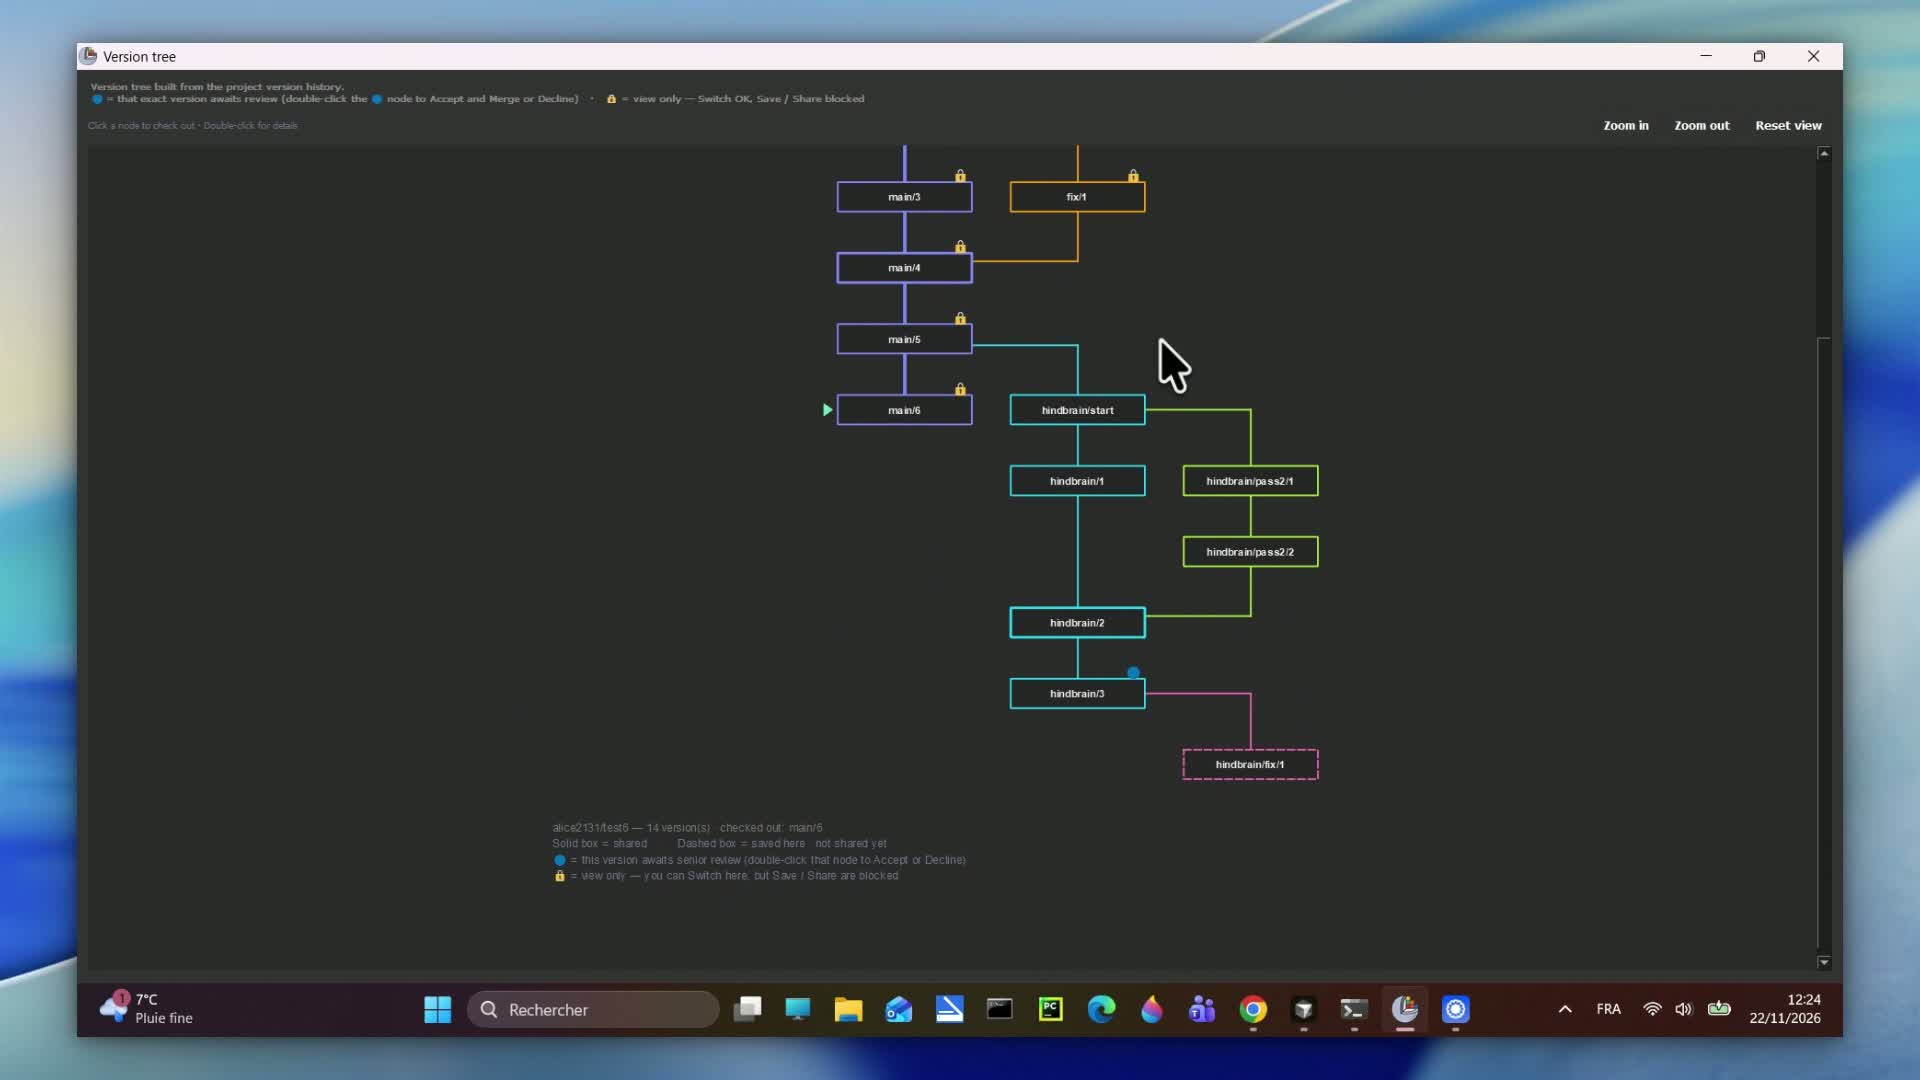 Version tree
Version tree built from the project version history.
= that exact version awaits review (double-click the node to Accept and Merge or Decline) · = view only — Switch OK, Save / Share blocked
Click a node to check out · Double-click for details
Zoom in Zoom out Reset view
main/3 fix/1
main/4
main/5
main/6 hindbrain/start
hindbrain/1 hindbrain/pass2/1
hindbrain/pass2/2
hindbrain/2
hindbrain/3
hindbrain/fix/1
alice2131/test6 — 14 version(s) checked out: main/6
Solid box = shared Dashed box = saved here not shared yet
= this version awaits senior review (double-click that node to Accept or Decline)
= view only — you can Switch here, but Save / Share are blocked
1
7°C
Pluie fine
Rechercher
PC
FRA
12:24
22/11/2026